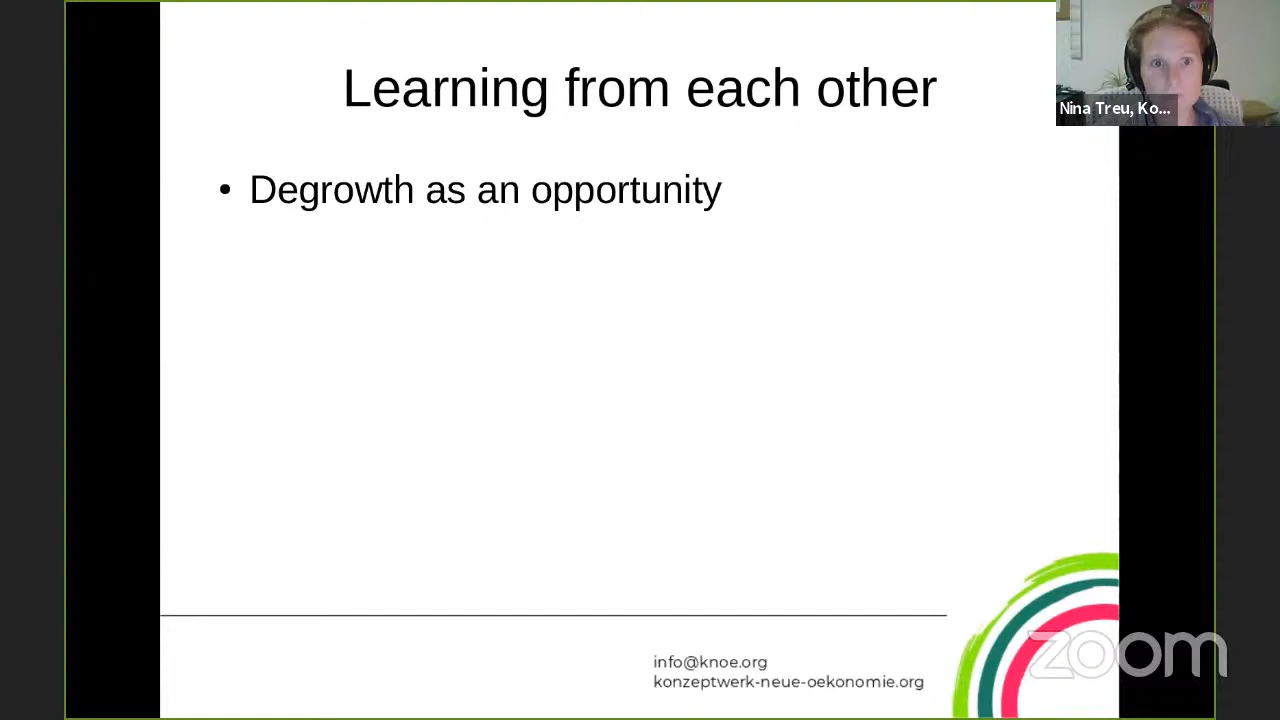 Learning from each other
Nina Treu, Ko...
• Degrowth as an opportunity
info@knoe.org
konzeptwerk-neue-oekonomie.org
zoom